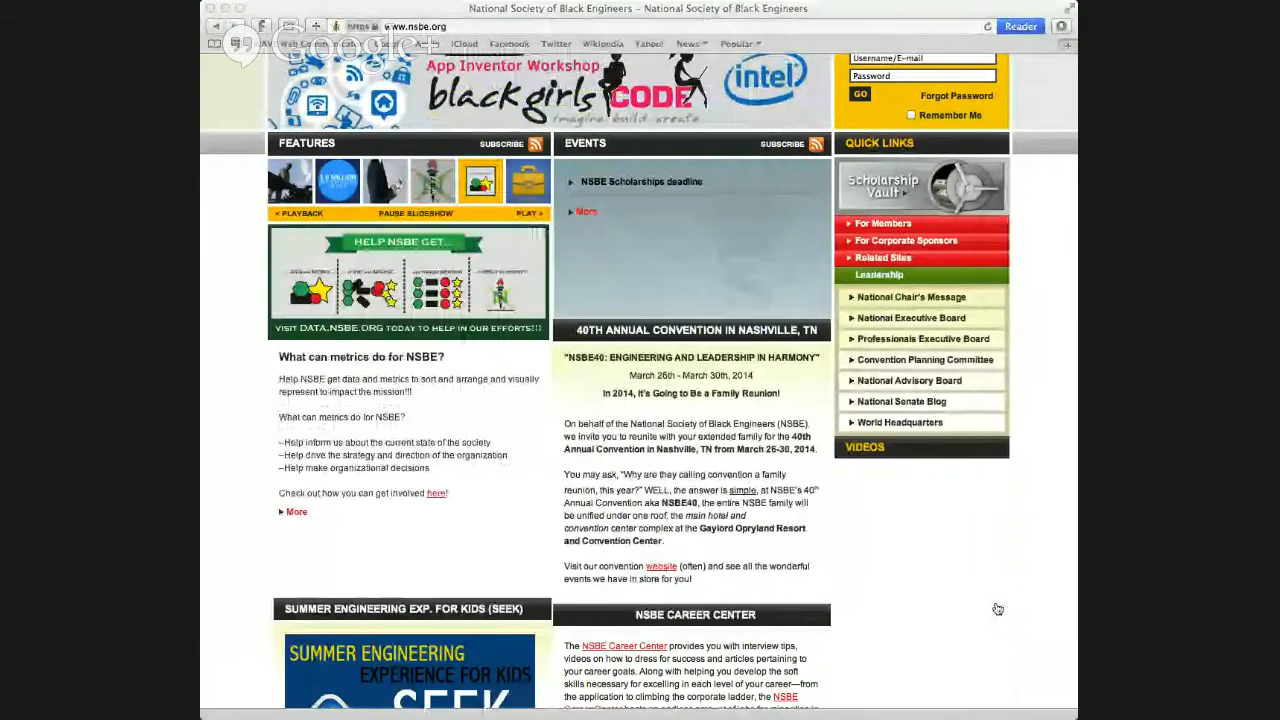 National Society of Black Engineers – National Society of Black Engineers
https www.nsbe.org
Reader
Web Communicator
iCloud Facebook Twitter Wikipedia Yahoo! News Popular
Google+
App Inventor Workshop
black girls CODE
imagine. build. create
intel
Username/E-mail
Password
GO
Forgot Password
Remember Me
FEATURES
SUBSCRIBE
< PLAYBACK
PAUSE SLIDESHOW
PLAY >
HELP NSBE GET...
VISIT DATA.NSBE.ORG TODAY TO HELP IN OUR EFFORTS!!!
What can metrics do for NSBE?
Help NSBE get data and metrics to sort and arrange and visually
represent to impact the mission!!!
What can metrics do for NSBE?
–Help inform us about the current state of the society
–Help drive the strategy and direction of the organization
–Help make organizational decisions
Check out how you can get involved here!
More
SUMMER ENGINEERING EXP. FOR KIDS (SEEK)
SUMMER ENGINEERING
EXPERIENCE FOR KIDS
SEEK
EVENTS
SUBSCRIBE
NSBE Scholarships deadline
More
40TH ANNUAL CONVENTION IN NASHVILLE, TN
"NSBE40: ENGINEERING AND LEADERSHIP IN HARMONY"
March 26th - March 30th, 2014
In 2014, It's Going to Be a Family Reunion!
On behalf of the National Society of Black Engineers (NSBE),
we invite you to reunite with your extended family for the 40th
Annual Convention in Nashville, TN from March 26-30, 2014.
You may ask, "Why are they calling convention a family
reunion, this year?" WELL, the answer is simple, at NSBE's 40th
Annual Convention aka NSBE40, the entire NSBE family will
be unified under one roof, the main hotel and
convention center complex at the Gaylord Opryland Resort
and Convention Center.
Visit our convention website (often) and see all the wonderful
events we have in store for you!
NSBE CAREER CENTER
The NSBE Career Center provides you with interview tips,
videos on how to dress for success and articles pertaining to
your career goals. Along with helping you develop the soft
skills necessary for excelling in each level of your career—from
the application to climbing the corporate ladder, the NSBE
QUICK LINKS
Scholarship
Vault
For Members
For Corporate Sponsors
Related Sites
Leadership
National Chair's Message
National Executive Board
Professionals Executive Board
Convention Planning Committee
National Advisory Board
National Senate Blog
World Headquarters
VIDEOS